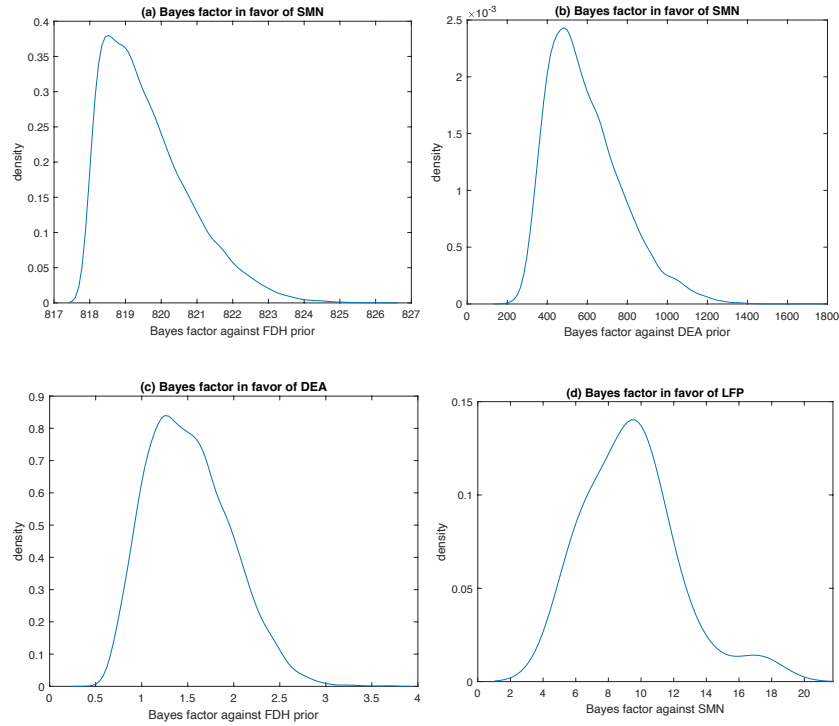 (a) Bayes factor in favor of SMN
0.4
0.35
0.3
0.25
0.2
0.15
0.1
0.05
0
density
817 818 819 820 821 822 823 824 825 826 827
Bayes factor against FDH prior
(b) Bayes factor in favor of SMN
×10⁻³
2.5
2
1.5
1
0.5
0
density
0 200 400 600 800 1000 1200 1400 1600 1800
Bayes factor against DEA prior
(c) Bayes factor in favor of DEA
0.9
0.8
0.7
0.6
0.5
0.4
0.3
0.2
0.1
0
density
0 0.5 1 1.5 2 2.5 3 3.5 4
Bayes factor against FDH prior
(d) Bayes factor in favor of LFP
0.15
0.1
0.05
0
density
0 2 4 6 8 10 12 14 16 18 20
Bayes factor against SMN